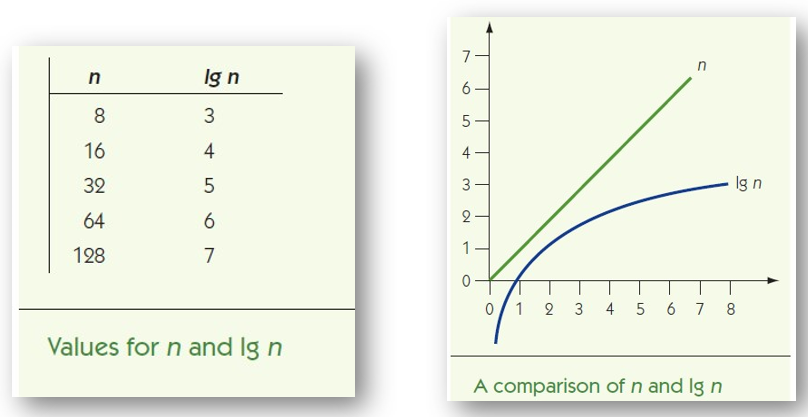 n lg n
8 3
16 4
32 5
64 6
128 7
Values for n and lg n
7
n
6
5
4
3
lg n
2
1
0
0 1 2 3 4 5 6 7 8
A comparison of n and lg n